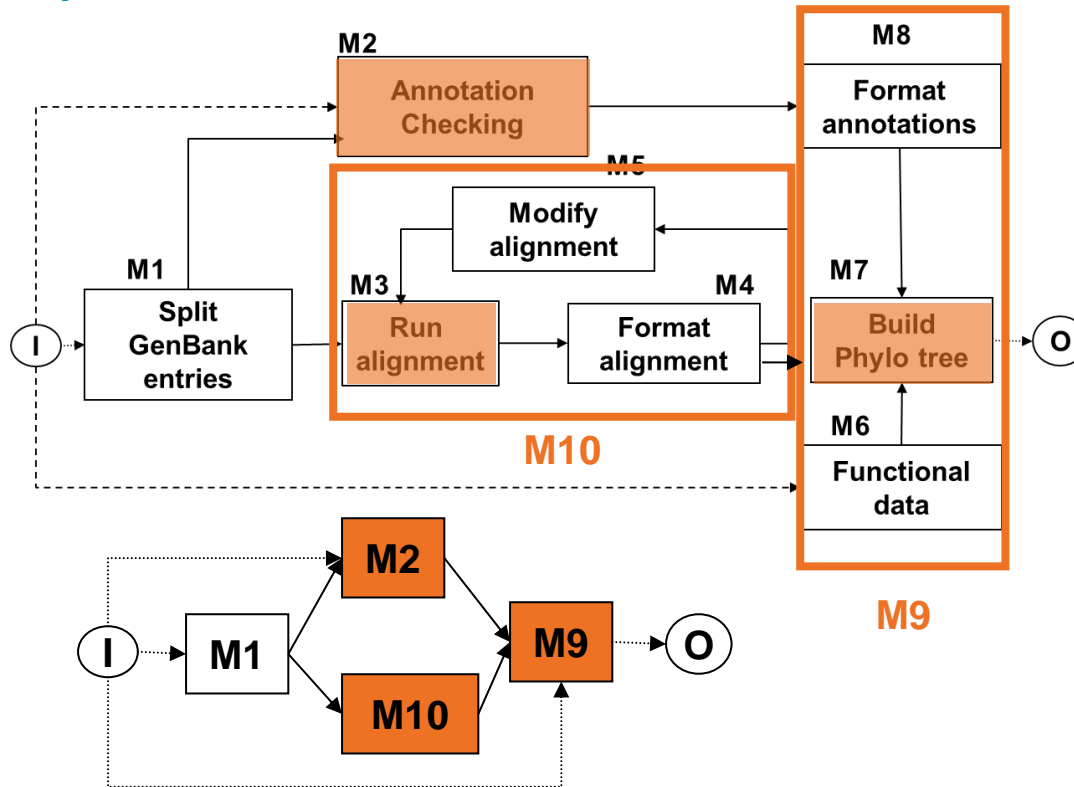 M2
M8
Annotation
Checking
Format
annotations
M5
Modify
alignment
M1
M3
M4
M7
Split
GenBank
entries
I
Run
alignment
Format
alignment
Build
Phylo tree
O
M10
M6
Functional
data
M9
M2
I
M1
M9
O
M10